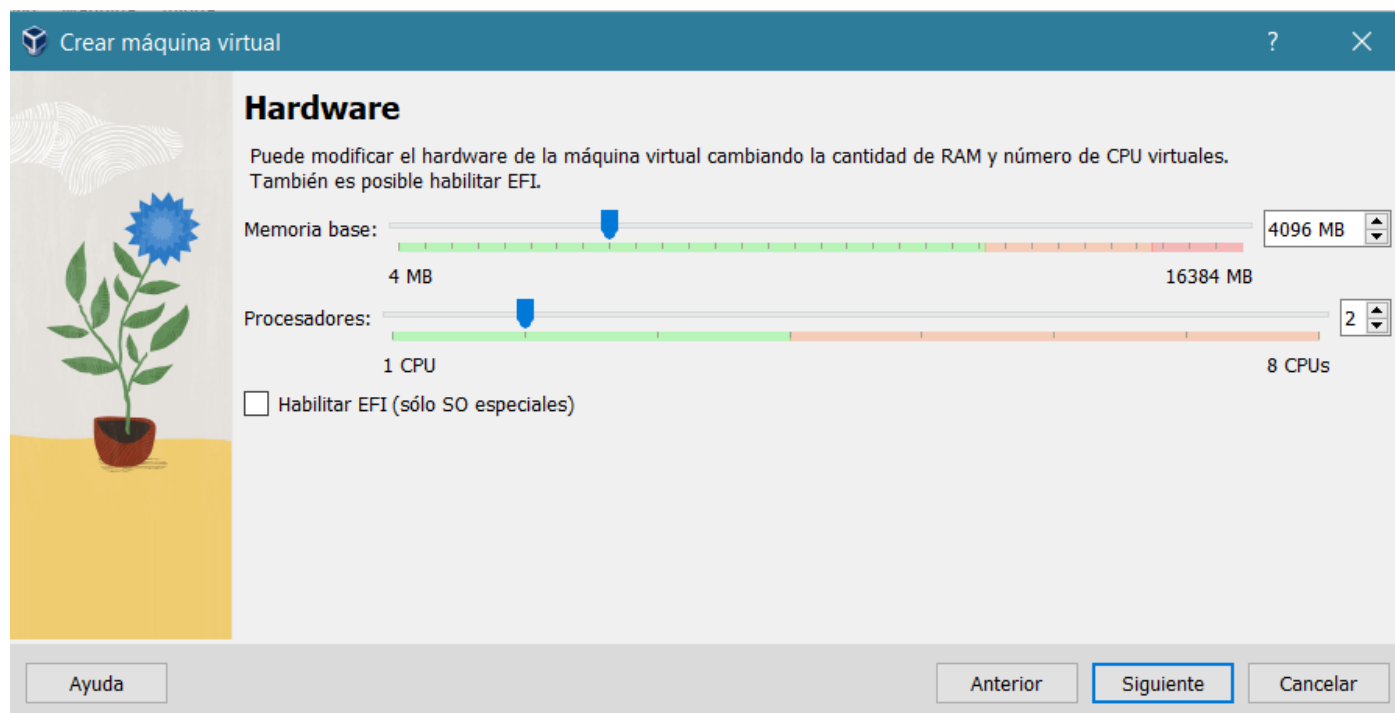 Crear máquina virtual
?
Hardware
Puede modificar el hardware de la máquina virtual cambiando la cantidad de RAM y número de CPU virtuales.
También es posible habilitar EFI.
Memoria base:
4096 MB
4 MB
16384 MB
Procesadores:
2
1 CPU
8 CPUs
Habilitar EFI (sólo SO especiales)
Ayuda
Anterior
Siguiente
Cancelar